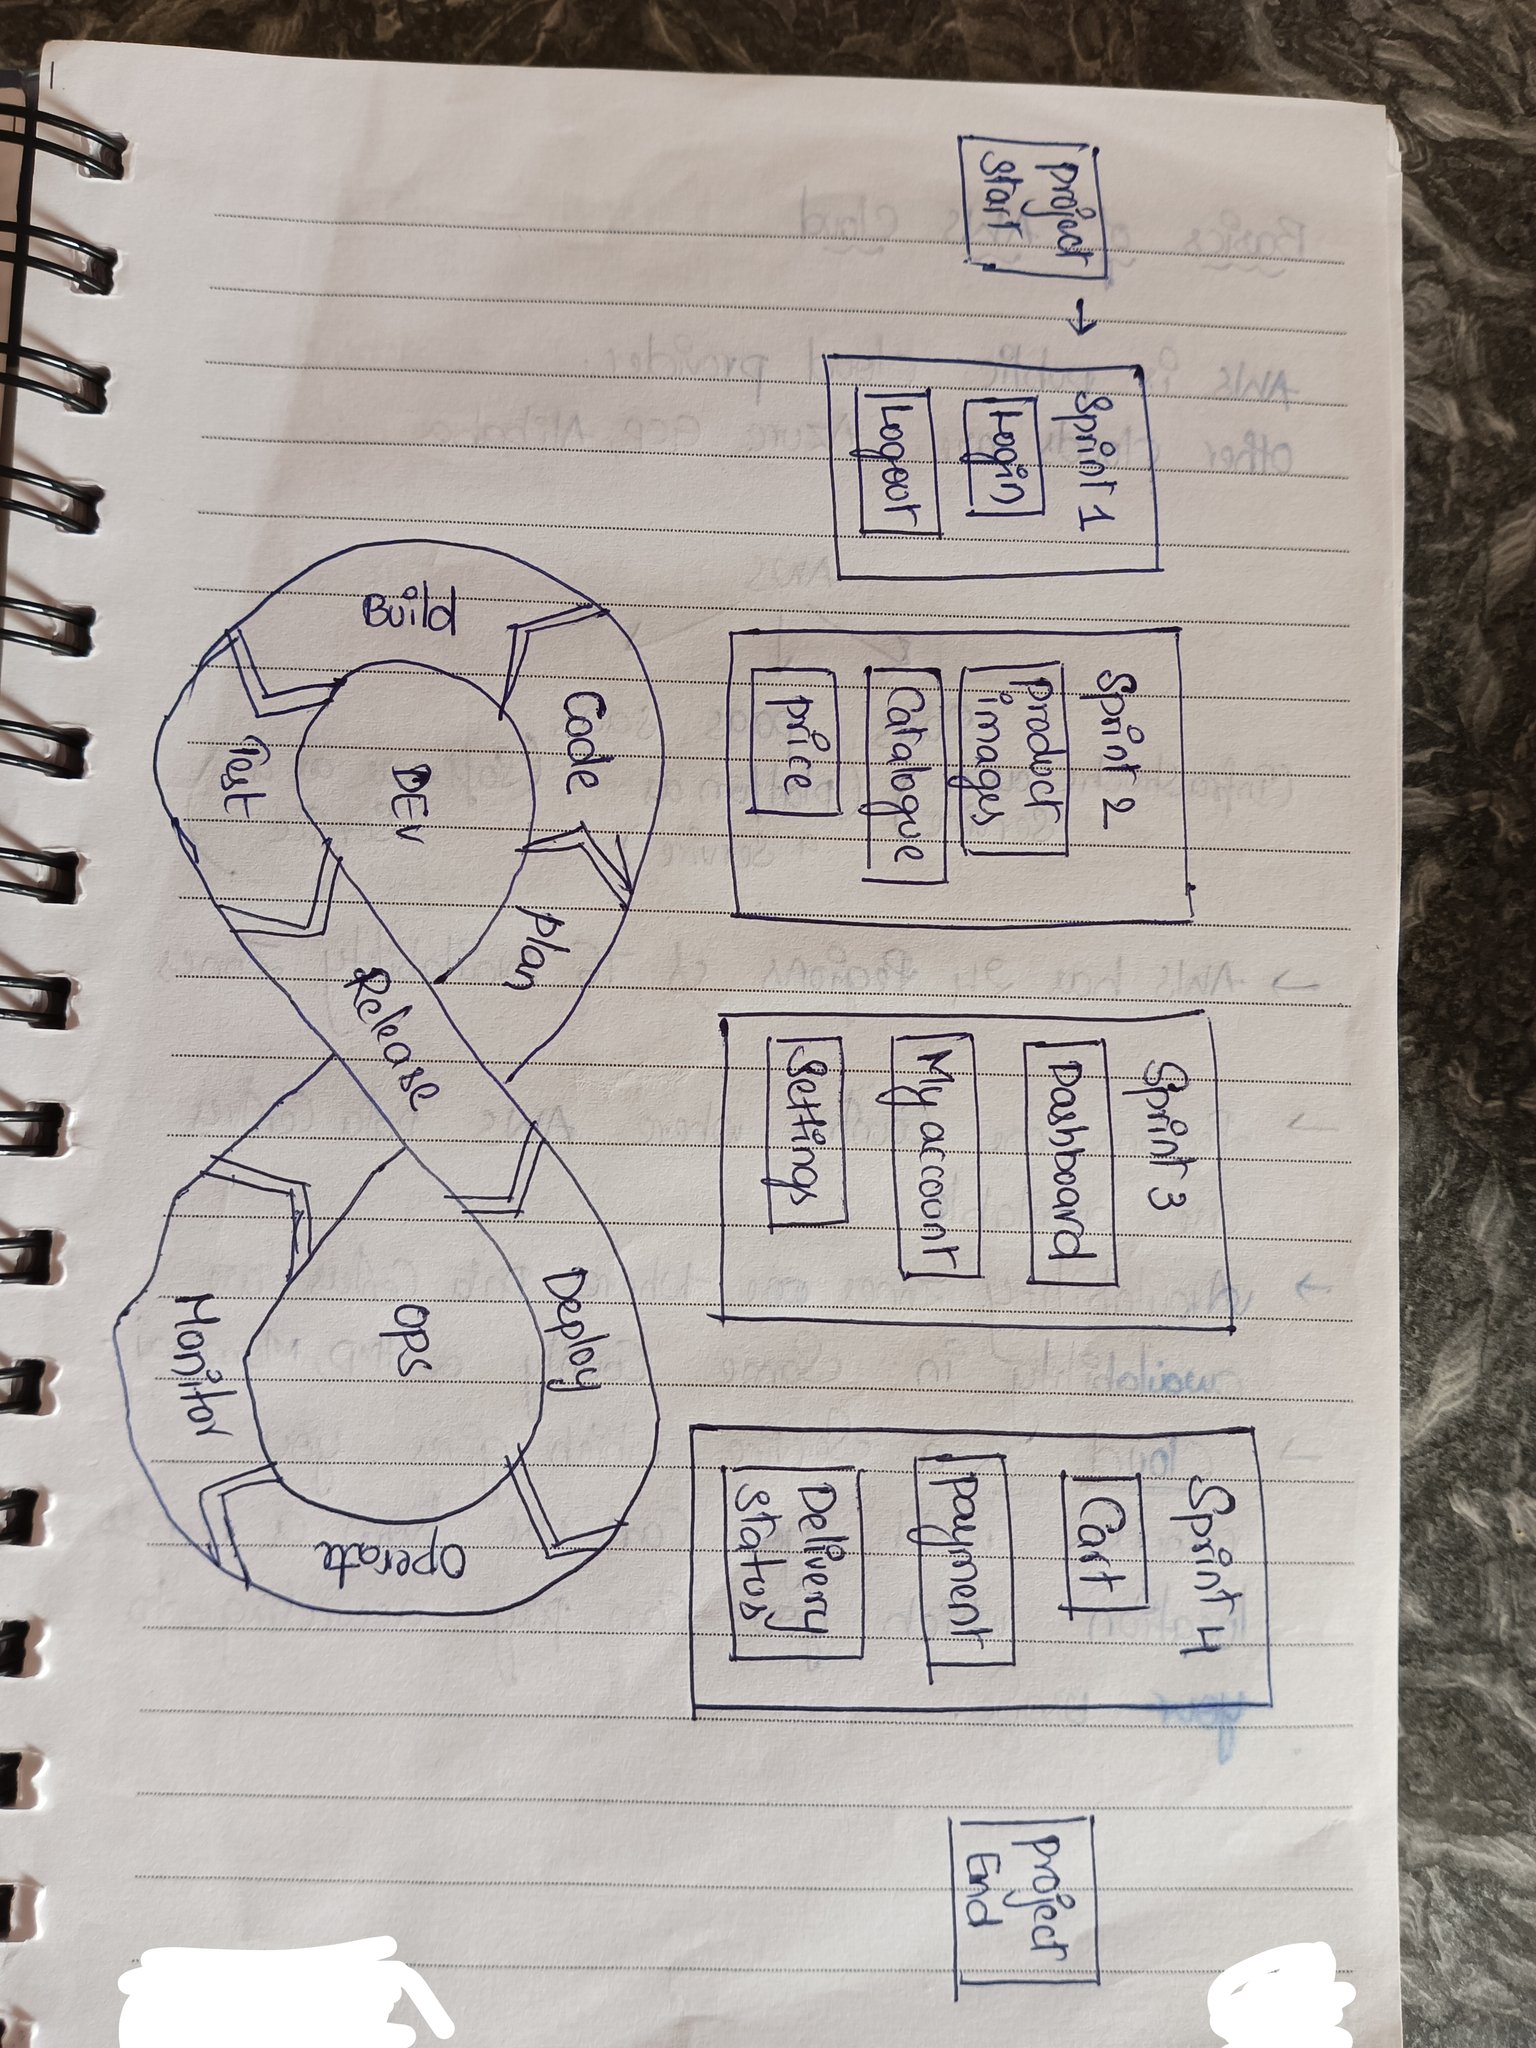 Project
Start
→
Sprint 1
Login
Logout
Sprint 2
Product
images
Catalogue
Price
Sprint 3
Dashboard
My account
Settings
Sprint 4
Cart
Payment
Delivery
Status
Project
End
Build
Code
Plan
Test
DEV
Release
Deploy
OPS
Monitor
Operate